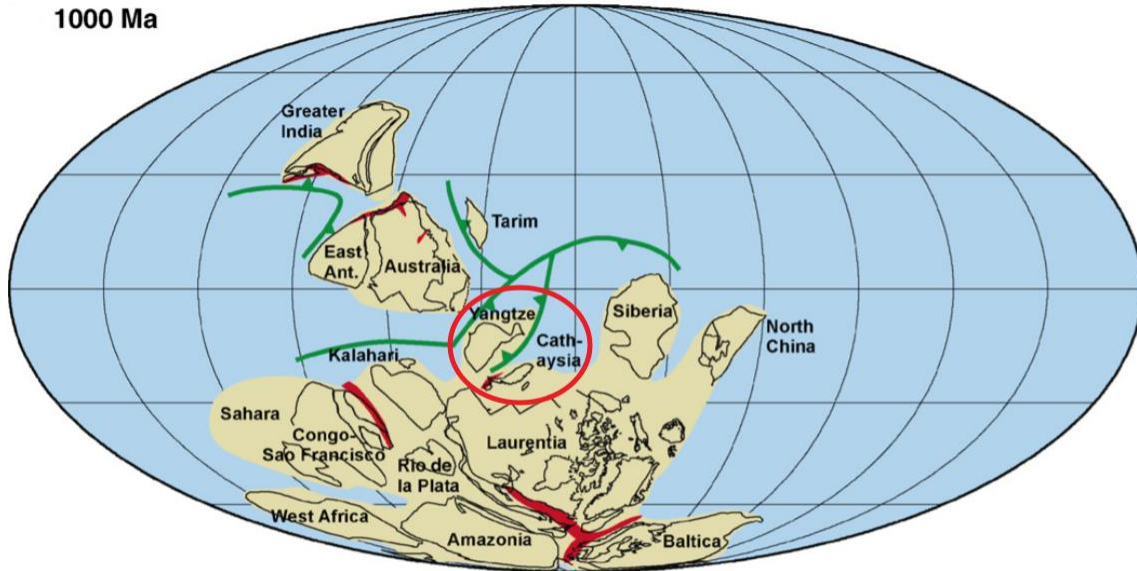 1000 Ma
Greater
India
Tarim
East
Ant.
Australia
Yangtze
Siberia
Cath-
aysia
North
China
Kalahari
Sahara
Congo-
Sao Francisco
Laurentia
Rio de
la Plata
West Africa
Amazonia
Baltica